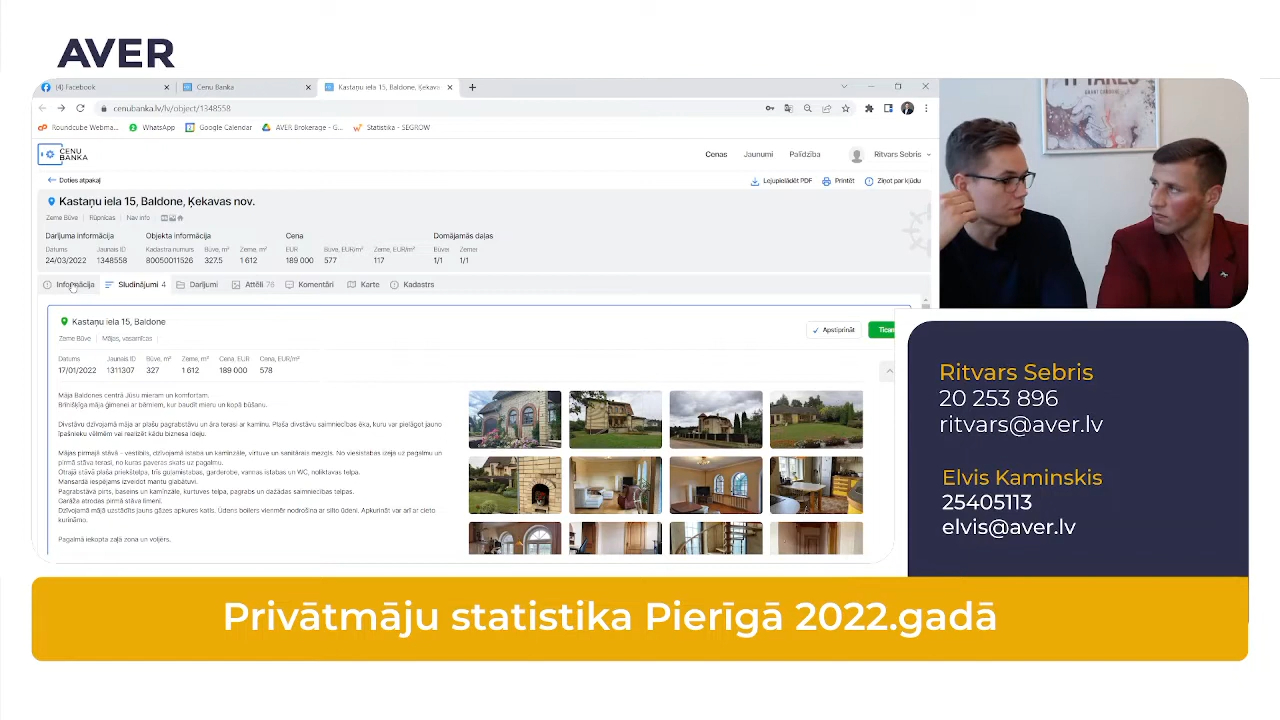 AVER
(4) Facebook
Cenu Banka
Kastaņu iela 15, Baldone, Ķekava
cenubanka.lv/lv/object/1348558
Roundcube Webma...
WhatsApp
Google Calendar
AVER Brokerage - G...
Statistika - SEGROW
CENU BANKA
Cenas
Jaunumi
Palīdzība
Ritvars Sebris
Doties atpakaļ
Lejupielādēt PDF
Printēt
Ziņot par kļūdu
Kastaņu iela 15, Baldone, Ķekavas nov.
Zeme Būve | Rūpnīcas | Nav info
Darījuma informācija
Objekta informācija
Cena
Domājamās daļas
Datums Jaunais ID Kadastra numurs Būve, m² Zeme, m² EUR Būve, EUR/m² Zeme, EUR/m² Būvei Zemei
24/03/2022 1348558 80050011526 327.5 1 612 189 000 577 117 1/1 1/1
Informācija
Sludinājumi 4
Darījumi
Attēli 76
Komentāri
Karte
Kadastrs
Kastaņu iela 15, Baldone
Apstiprināt
Zeme Būve | Mājas, vasarnīcas
Datums Jaunais ID Būve, m² Zeme, m² Cena, EUR Cena, EUR/m²
17/01/2022 1311307 327 1 612 189 000 578
Māja Baldones centrā Jūsu mieram un komfortam.
Brīnišķīga māja ģimenei ar bērniem, kur baudīt mieru un kopā būšanu.
Divstāvu dzīvojamā māja ar plašu pagrabstāvu un āra terasi ar kamīnu. Plaša divstāvu saimniecības ēka, kuru var pielāgot jauno
īpašnieku vēlmēm vai realizēt kādu biznesa ideju.
Mājas pirmajā stāvā - vestibils, dzīvojamā istaba un kamīnzāle, virtuve un sanitārais mezgls. No viesistabas izeja uz pagalmu un
pirmā stāva terasi, no kuras paveras skats uz pagalmu.
Otrajā stāvā plaša priekštelpa, trīs guļamistabas, garderobe, vannas istabas un WC, noliktavas telpa.
Mansardā iespējams izveidot mantu glabātuvi.
Pagrabstāvā pirts, baseins un kamīnzāle, kurtuves telpa, pagrabs un dažādas saimniecības telpas.
Garāža atrodas pirmā stāva līmenī.
Dzīvojamā mājā uzstādīts jauns gāzes apkures katls. Ūdens boilers vienmēr nodrošina ar silto ūdeni. Apkurināt var arī ar cieto
kurināmo.
Pagalmā iekopta zaļā zona un voljērs.
Ritvars Sebris
20 253 896
ritvars@aver.lv
Elvis Kaminskis
25405113
elvis@aver.lv
Privātmāju statistika Pierīgā 2022.gadā